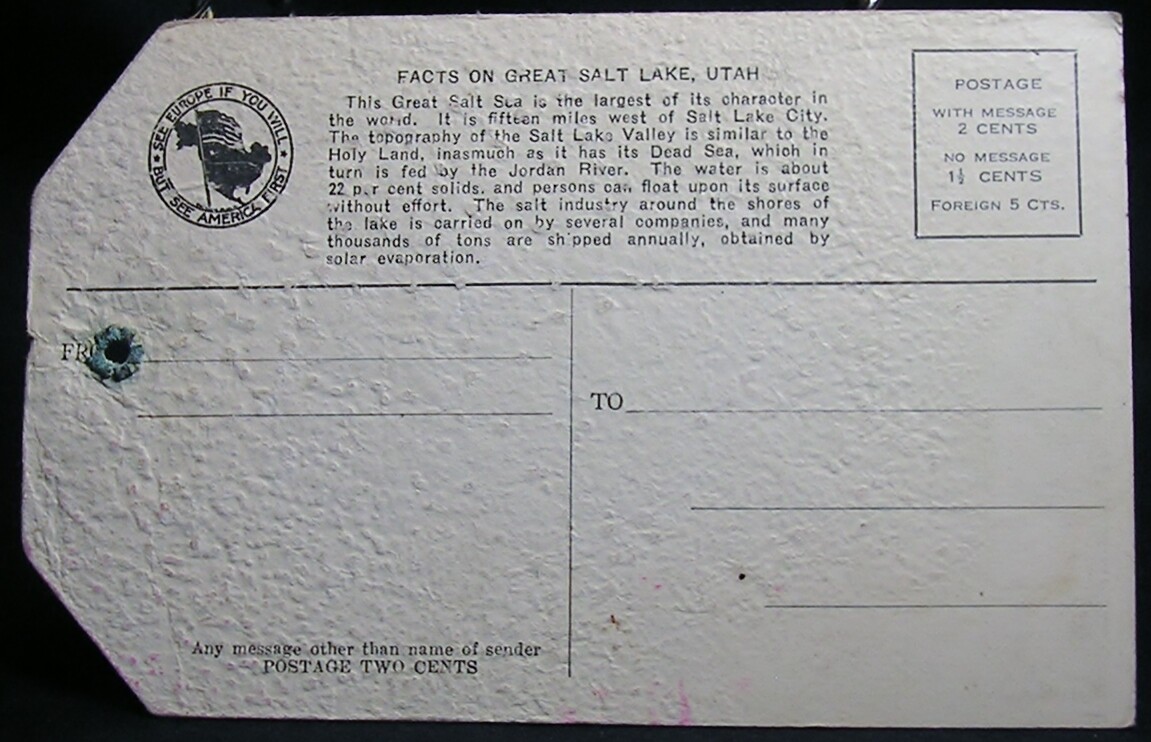 FACTS ON GREAT SALT LAKE, UTAH
This Great Salt Sea is the largest of its character in
the world. It is fifteen miles west of Salt Lake City.
The topography of the Salt Lake Valley is similar to the
Holy Land, inasmuch as it has its Dead Sea, which in
turn is fed by the Jordan River. The water is about
22 per cent solids, and persons can float upon its surface
without effort. The salt industry around the shores of
the lake is carried on by several companies, and many
thousands of tons are shipped annually, obtained by
solar evaporation.
SEE EUROPE IF YOU WILL
BUT SEE AMERICA FIRST
POSTAGE
WITH MESSAGE
2 CENTS
NO MESSAGE
1½ CENTS
FOREIGN 5 CTS.
FRO
TO
Any message other than name of sender
POSTAGE TWO CENTS